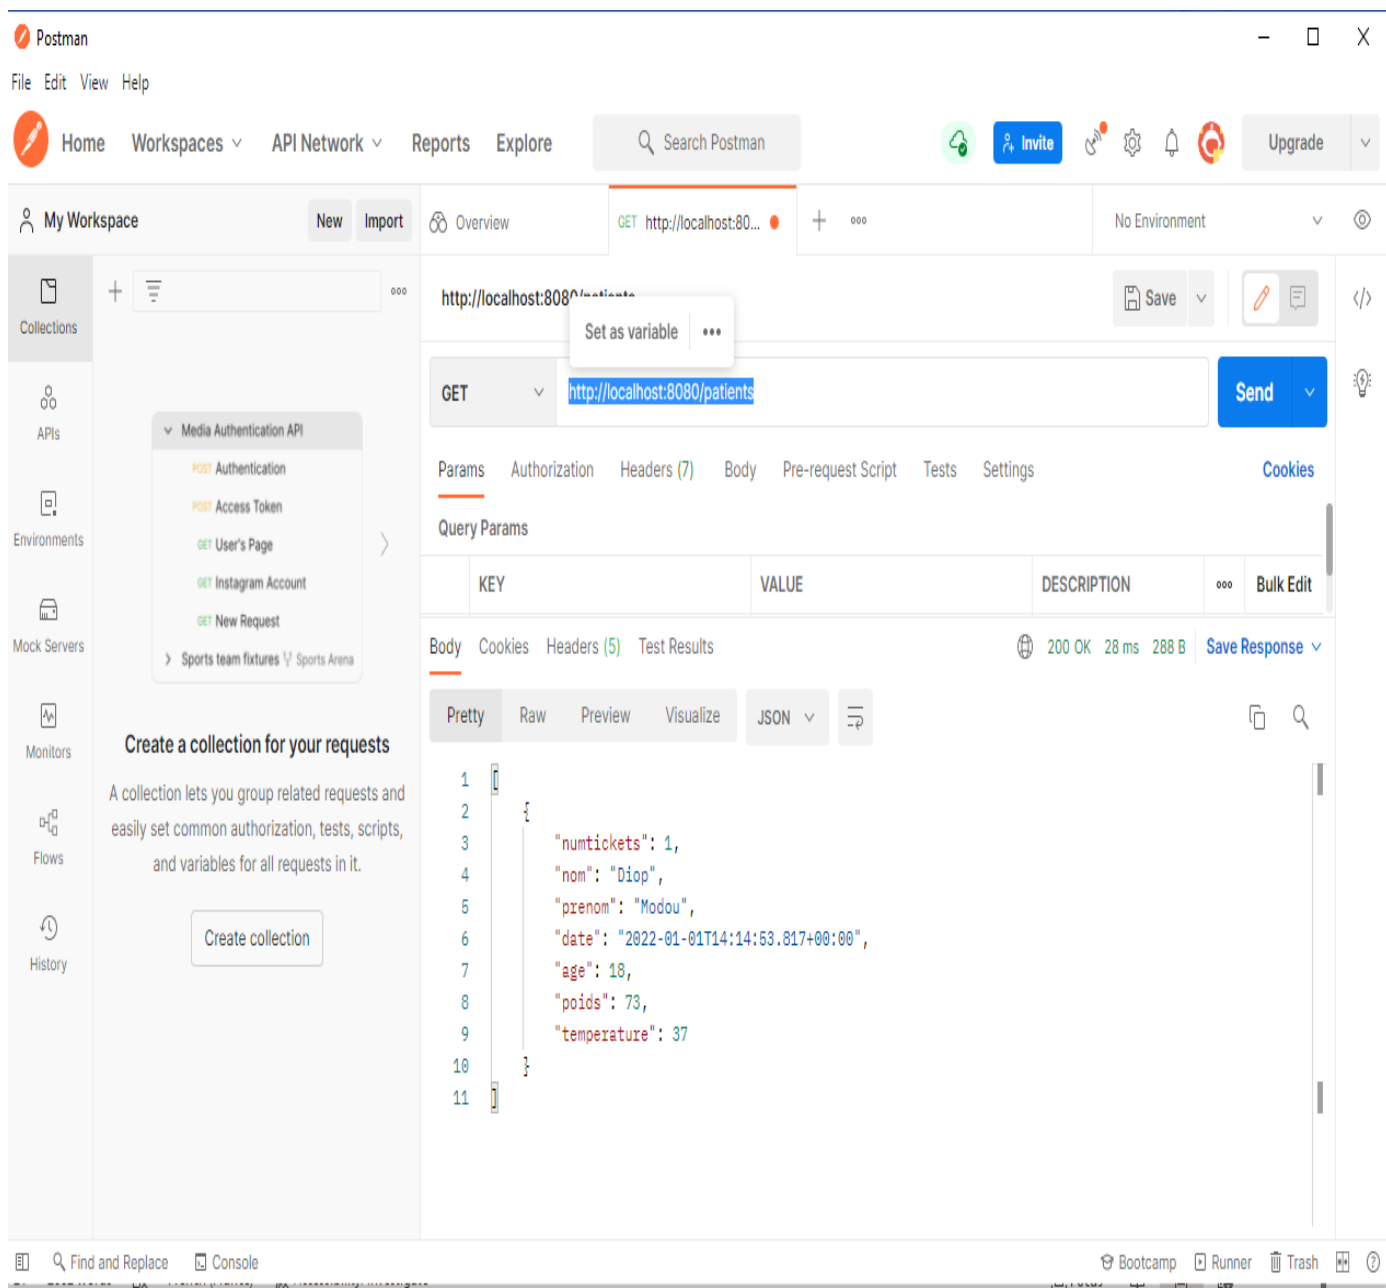 Postman
File Edit View Help
Home Workspaces API Network Reports Explore Search Postman Invite Upgrade
My Workspace New Import Overview GET http://localhost:80... No Environment
Collections
APIs
Environments
Mock Servers
Monitors
Flows
History
Media Authentication API
POST Authentication
POST Access Token
GET User's Page
GET Instagram Account
GET New Request
Sports team fixtures Sports Arena
Create a collection for your requests
A collection lets you group related requests and
easily set common authorization, tests, scripts,
and variables for all requests in it.
Create collection
http://localhost:8080/patients Save
Set as variable
GET http://localhost:8080/patients Send
Params Authorization Headers (7) Body Pre-request Script Tests Settings Cookies
Query Params
KEY VALUE DESCRIPTION Bulk Edit
Body Cookies Headers (5) Test Results 200 OK 28 ms 288 B Save Response
Pretty Raw Preview Visualize JSON
1 [
2 {
3 "numtickets": 1,
4 "nom": "Diop",
5 "prenom": "Modou",
6 "date": "2022-01-01T14:14:53.817+00:00",
7 "age": 18,
8 "poids": 73,
9 "temperature": 37
10 }
11 ]
Find and Replace Console Bootcamp Runner Trash